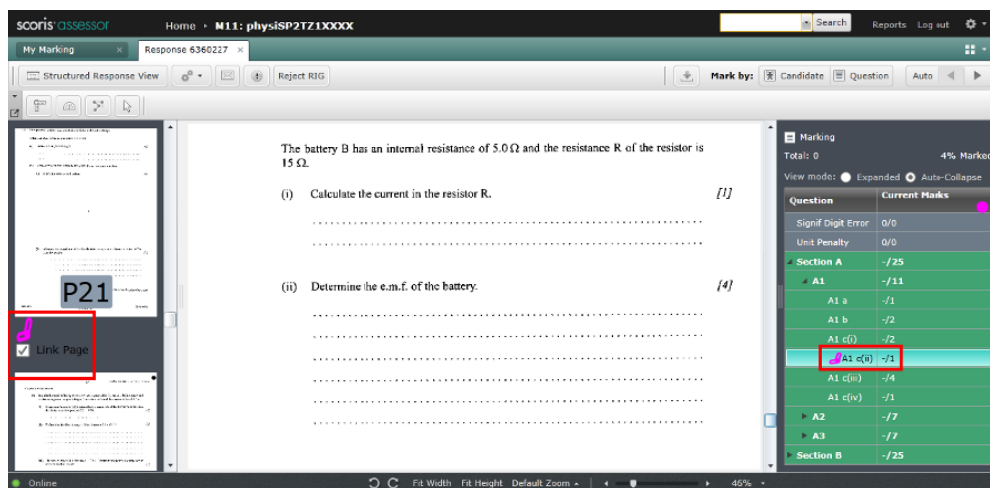 scoris assessor
Home
M11: physiSP2TZ1XXXX
Search
Reports
Log out
My Marking ×
Response 6360227 ×
Structured Response View
Reject RIG
Mark by:
Candidate
Question
Auto
P21
Link Page
The battery B has an internal resistance of 5.0 Ω and the resistance R of the resistor is
15 Ω.
(i) Calculate the current in the resistor R. [1]
(ii) Determine the e.m.f. of the battery. [4]
Marking
Total: 0 4% Marked
View mode: Expanded Auto-Collapse
Question Current Marks
Signif Digit Error 0/0
Unit Penalty 0/0
Section A -/25
A1 -/11
A1 a -/1
A1 b -/2
A1 c(i) -/2
A1 c(ii) -/1
A1 c(iii) -/4
A1 c(iv) -/1
A2 -/7
A3 -/7
Section B -/25
Online
Fit Width Fit Height Default Zoom
46%